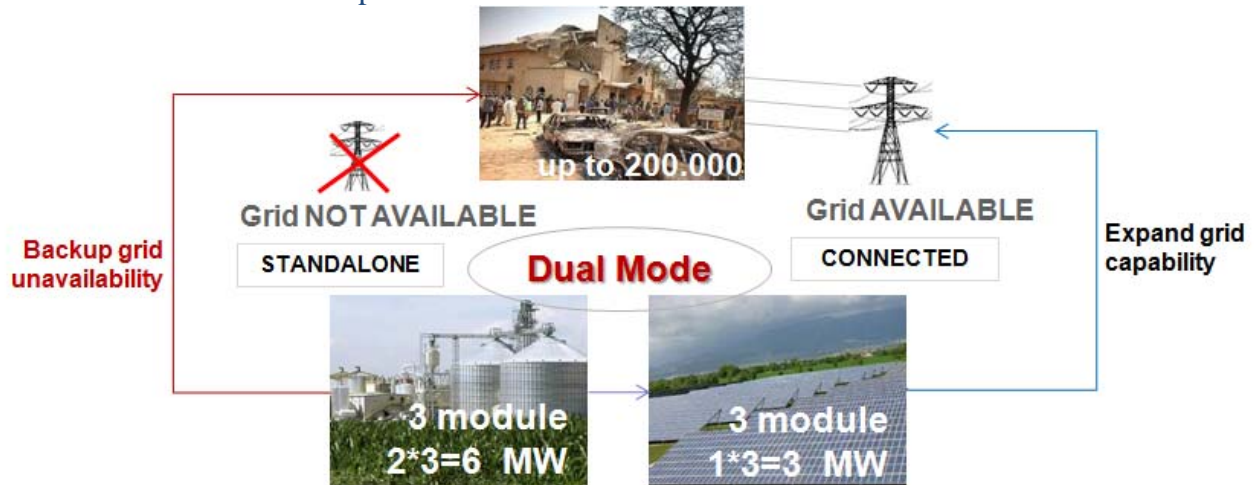 up to 200.000
Grid NOT AVAILABLE
Grid AVAILABLE
Backup grid
unavailability
STANDALONE
Dual Mode
CONNECTED
Expand grid
capability
3 module
2*3=6 MW
3 module
1*3=3 MW